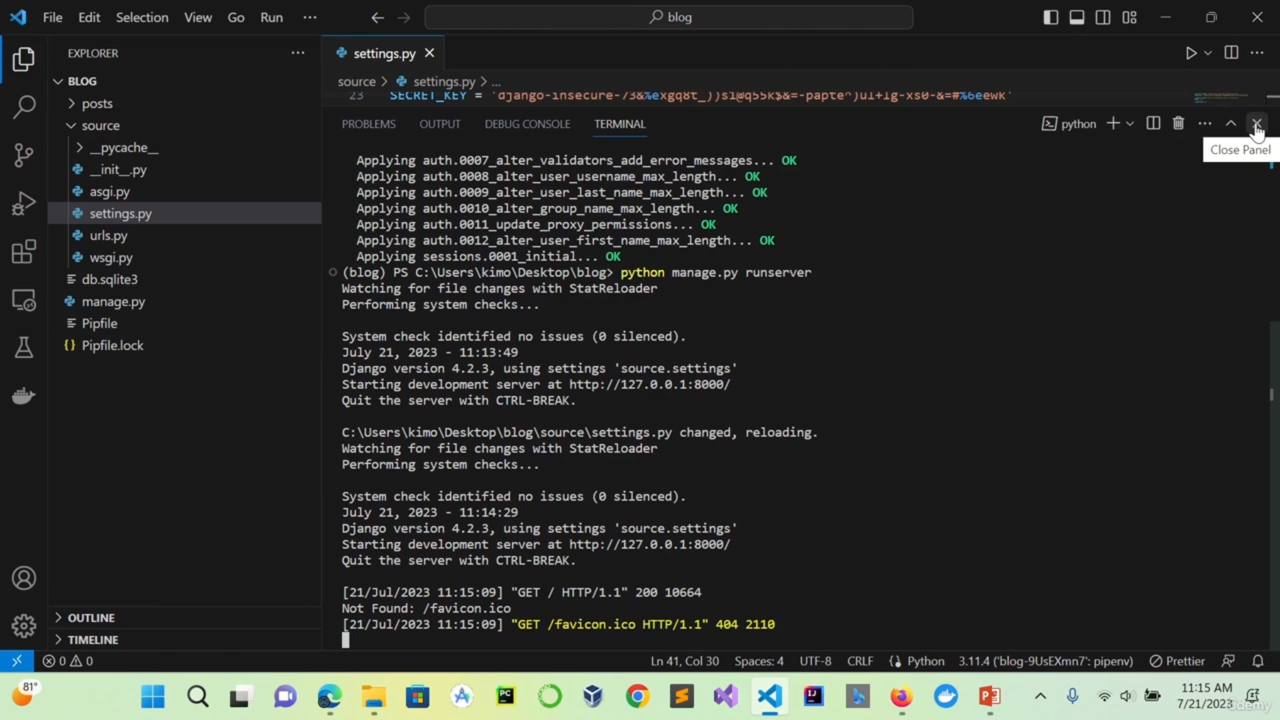 File Edit Selection View Go Run ··· blog
EXPLORER ···
settings.py
BLOG
source > settings.py > ...
posts
source
__pycache__
__init__.py
asgi.py
settings.py
urls.py
wsgi.py
db.sqlite3
manage.py
Pipfile
{} Pipfile.lock
OUTLINE
TIMELINE
PROBLEMS OUTPUT DEBUG CONSOLE TERMINAL python
Close Panel
Applying auth.0007_alter_validators_add_error_messages... OK
Applying auth.0008_alter_user_username_max_length... OK
Applying auth.0009_alter_user_last_name_max_length... OK
Applying auth.0010_alter_group_name_max_length... OK
Applying auth.0011_update_proxy_permissions... OK
Applying auth.0012_alter_user_first_name_max_length... OK
Applying sessions.0001_initial... OK
(blog) PS C:\Users\kimo\Desktop\blog> python manage.py runserver
Watching for file changes with StatReloader
Performing system checks...
System check identified no issues (0 silenced).
July 21, 2023 - 11:13:49
Django version 4.2.3, using settings 'source.settings'
Starting development server at http://127.0.0.1:8000/
Quit the server with CTRL-BREAK.
C:\Users\kimo\Desktop\blog\source\settings.py changed, reloading.
Watching for file changes with StatReloader
Performing system checks...
System check identified no issues (0 silenced).
July 21, 2023 - 11:14:29
Django version 4.2.3, using settings 'source.settings'
Starting development server at http://127.0.0.1:8000/
Quit the server with CTRL-BREAK.
[21/Jul/2023 11:15:09] "GET / HTTP/1.1" 200 10664
Not Found: /favicon.ico
[21/Jul/2023 11:15:09] "GET /favicon.ico HTTP/1.1" 404 2110
0 0 Ln 41, Col 30 Spaces: 4 UTF-8 CRLF {} Python 3.11.4 ('blog-9UsEXmn7': pipenv) Prettier
81° 11:15 AM
7/21/2023
Udemy